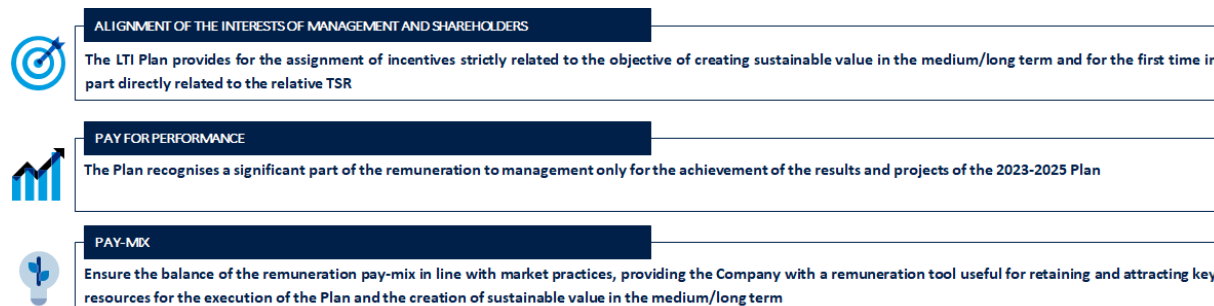 ALIGNMENT OF THE INTERESTS OF MANAGEMENT AND SHAREHOLDERS
The LTI Plan provides for the assignment of incentives strictly related to the objective of creating sustainable value in the medium/long term and for the first time in
part directly related to the relative TSR
PAY FOR PERFORMANCE
The Plan recognises a significant part of the remuneration to management only for the achievement of the results and projects of the 2023-2025 Plan
PAY-MIX
Ensure the balance of the remuneration pay-mix in line with market practices, providing the Company with a remuneration tool useful for retaining and attracting key
resources for the execution of the Plan and the creation of sustainable value in the medium/long term